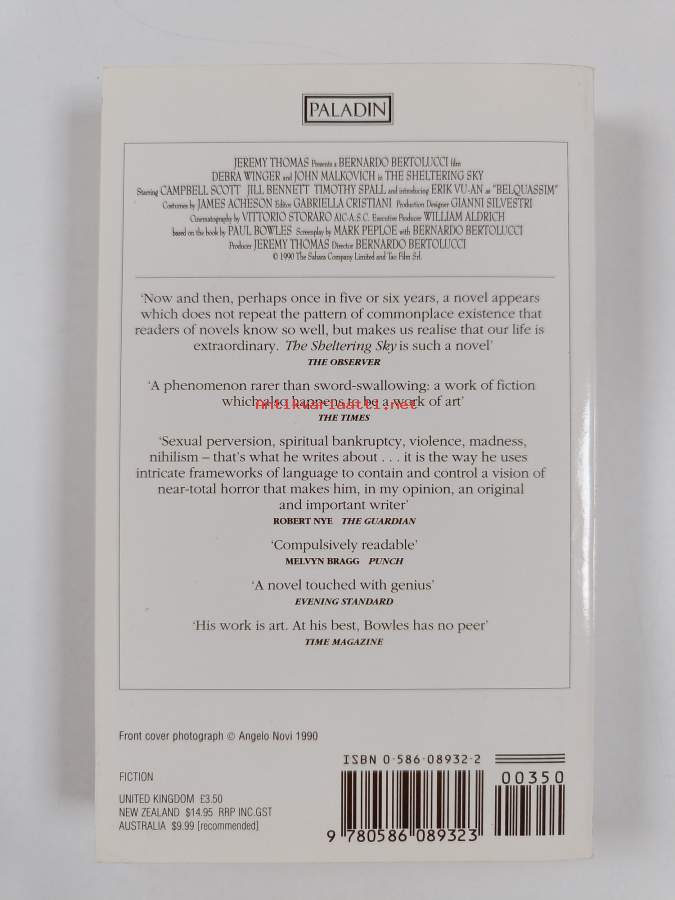 PALADIN
JEREMY THOMAS Presents a BERNARDO BERTOLUCCI film
DEBRA WINGER and JOHN MALKOVICH in THE SHELTERING SKY
Starring CAMPBELL SCOTT JILL BENNETT TIMOTHY SPALL and introducing ERIK VU-AN as "BELQUASSIM"
Costumes by JAMES ACHESON Editor GABRIELLA CRISTIANI Production Designer GIANNI SILVESTRI
Cinematography by VITTORIO STORARO AIC-A.S.C. Executive Producer WILLIAM ALDRICH
based on the book by PAUL BOWLES Screenplay by MARK PEPLOE with BERNARDO BERTOLUCCI
Producer JEREMY THOMAS Director BERNARDO BERTOLUCCI
© 1990 The Sahara Company Limited and Tao Film Srl.
‘Now and then, perhaps once in five or six years, a novel appears
which does not repeat the pattern of commonplace existence that
readers of novels know so well, but makes us realise that our life is
extraordinary. The Sheltering Sky is such a novel’
THE OBSERVER
‘A phenomenon rarer than sword-swallowing: a work of fiction
which also happens to be a work of art’
Antikvariaatti.net
THE TIMES
‘Sexual perversion, spiritual bankruptcy, violence, madness,
nihilism – that’s what he writes about . . . it is the way he uses
intricate frameworks of language to contain and control a vision of
near-total horror that makes him, in my opinion, an original
and important writer’
ROBERT NYE THE GUARDIAN
‘Compulsively readable’
MELVYN BRAGG PUNCH
‘A novel touched with genius’
EVENING STANDARD
‘His work is art. At his best, Bowles has no peer’
TIME MAGAZINE
Front cover photograph © Angelo Novi 1990
ISBN 0-586-08932-2
00350
FICTION
UNITED KINGDOM £3.50
NEW ZEALAND $14.95 RRP INC.GST
AUSTRALIA $9.99 [recommended]
9 780586 089323